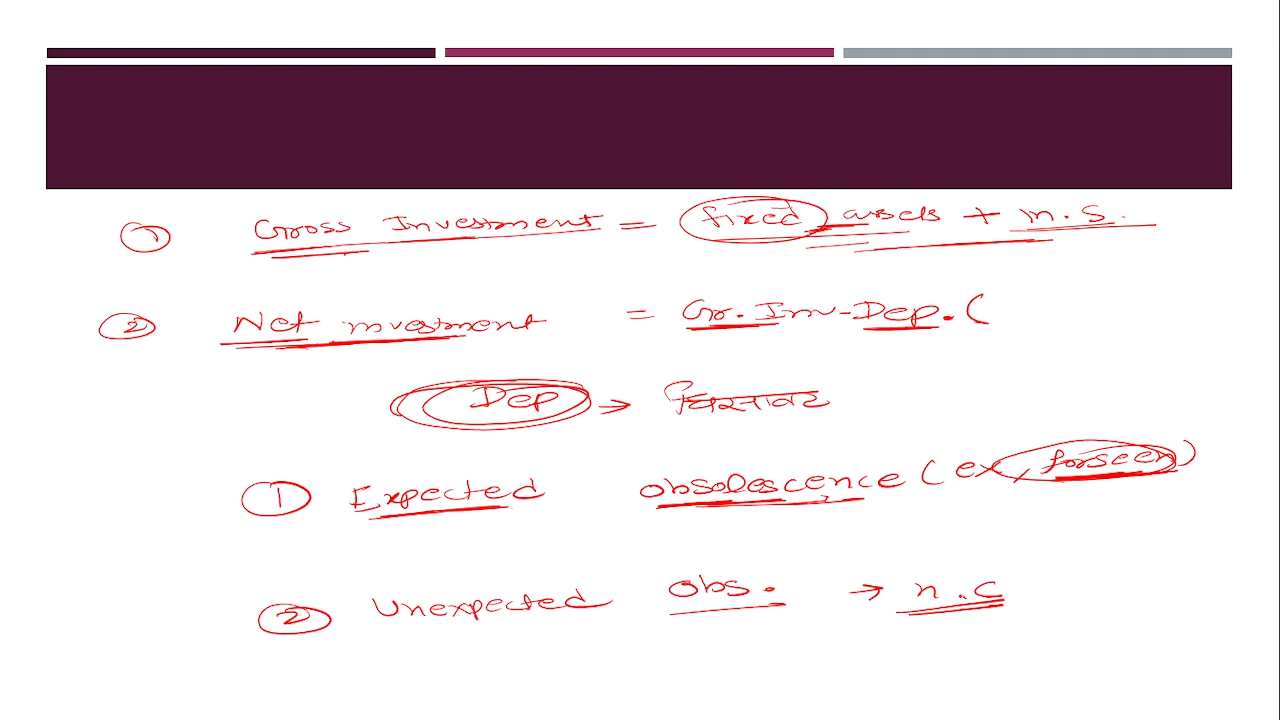 ① Gross Investment = fixed assets + in. S.
② Net investment = Gr. Inv - Dep. (
Dep → घिसावट
① Expected obsolescence ( ex, forseen )
② Unexpected obs. → n.c